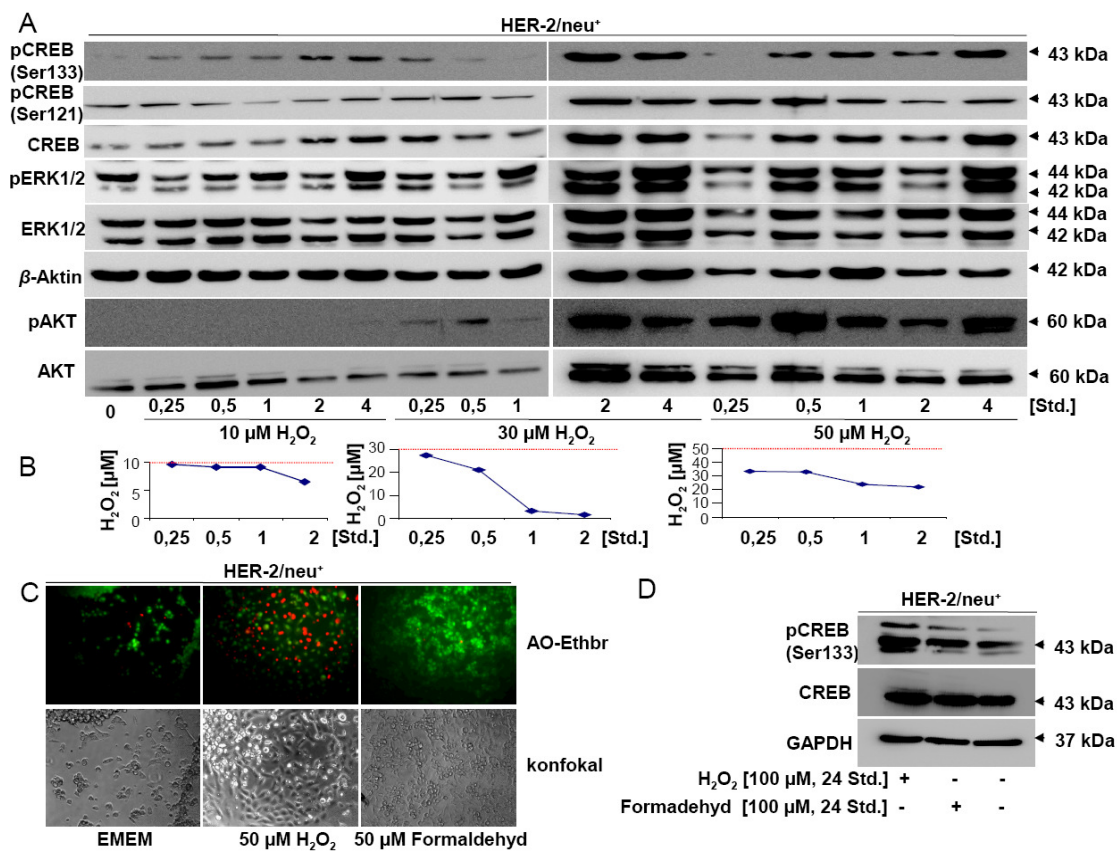 A
HER-2/neu⁺
pCREB
(Ser133)
43 kDa
pCREB
(Ser121)
43 kDa
CREB
43 kDa
pERK1/2
44 kDa
42 kDa
ERK1/2
44 kDa
42 kDa
β-Aktin
42 kDa
pAKT
60 kDa
AKT
60 kDa
0 0,25 0,5 1 2 4 0,25 0,5 1 2 4 0,25 0,5 1 2 4 [Std.]
10 µM H₂O₂ 30 µM H₂O₂ 50 µM H₂O₂
B
H₂O₂ [µM]
10
5
0
0,25 0,5 1 2 [Std.]
H₂O₂ [µM]
30
20
10
0
0,25 0,5 1 2 [Std.]
H₂O₂ [µM]
50
40
30
20
10
0
0,25 0,5 1 2 [Std.]
C
HER-2/neu⁺
AO-Ethbr
konfokal
EMEM 50 µM H₂O₂ 50 µM Formaldehyd
D
HER-2/neu⁺
pCREB
(Ser133)
43 kDa
CREB
43 kDa
GAPDH
37 kDa
H₂O₂ [100 µM, 24 Std.] + - -
Formadehyd [100 µM, 24 Std.] - + -